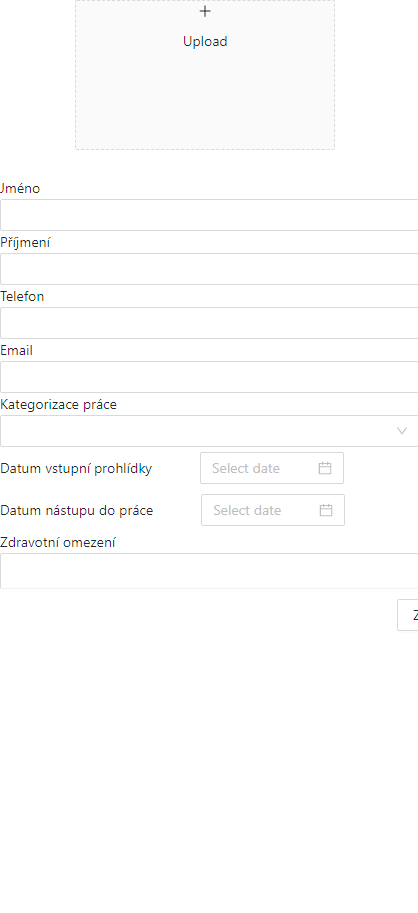 Upload
Jméno
Příjmení
Telefon
Email
Kategorizace práce
Datum vstupní prohlídky Select date
Datum nástupu do práce Select date
Zdravotní omezení